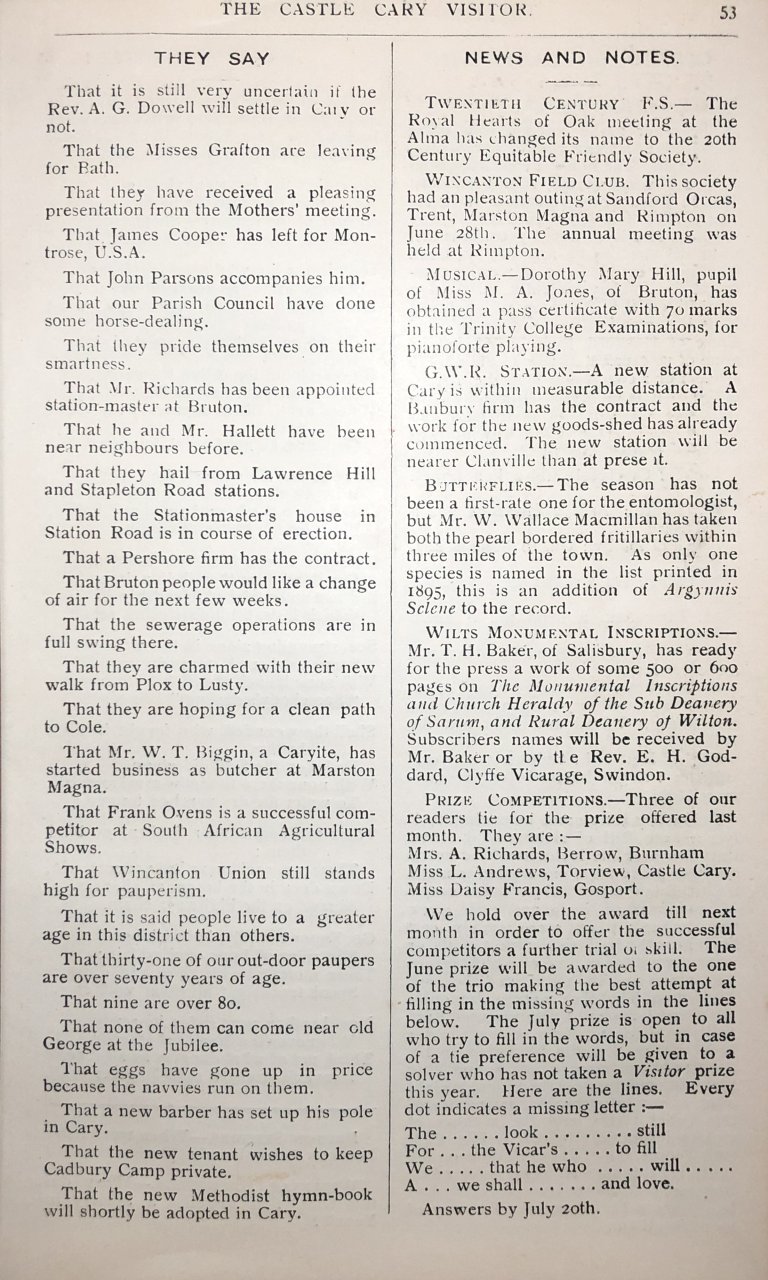 THE CASTLE CARY VISITOR.
53
THEY SAY
That it is still very uncertain if the
Rev. A. G. Dowell will settle in Cary or
not.
That the Misses Grafton are leaving
for Bath.
That they have received a pleasing
presentation from the Mothers' meeting.
That James Cooper has left for Mon-
trose, U.S.A.
That John Parsons accompanies him.
That our Parish Council have done
some horse-dealing.
That they pride themselves on their
smartness.
That Mr. Richards has been appointed
station-master at Bruton.
That he and Mr. Hallett have been
near neighbours before.
That they hail from Lawrence Hill
and Stapleton Road stations.
That the Stationmaster's house in
Station Road is in course of erection.
That a Pershore firm has the contract.
That Bruton people would like a change
of air for the next few weeks.
That the sewerage operations are in
full swing there.
That they are charmed with their new
walk from Plox to Lusty.
That they are hoping for a clean path
to Cole.
That Mr. W. T. Biggin, a Caryite, has
started business as butcher at Marston
Magna.
That Frank Ovens is a successful com-
petitor at South African Agricultural
Shows.
That Wincanton Union still stands
high for pauperism.
That it is said people live to a greater
age in this district than others.
That thirty-one of our out-door paupers
are over seventy years of age.
That nine are over 80.
That none of them can come near old
George at the Jubilee.
That eggs have gone up in price
because the navvies run on them.
That a new barber has set up his pole
in Cary.
That the new tenant wishes to keep
Cadbury Camp private.
That the new Methodist hymn-book
will shortly be adopted in Cary.
NEWS AND NOTES.
TWENTIETH CENTURY F.S.— The
Royal Hearts of Oak meeting at the
Alma has changed its name to the 20th
Century Equitable Friendly Society.
WINCANTON FIELD CLUB. This society
had an pleasant outing at Sandford Orcas,
Trent, Marston Magna and Rimpton on
June 28th. The annual meeting was
held at Rimpton.
MUSICAL.—Dorothy Mary Hill, pupil
of Miss M. A. Jones, of Bruton, has
obtained a pass certificate with 70 marks
in the Trinity College Examinations, for
pianoforte playing.
G.W.R. STATION.—A new station at
Cary is within measurable distance. A
Banbury firm has the contract and the
work for the new goods-shed has already
commenced. The new station will be
nearer Clanville than at present.
BUTTERFLIES.—The season has not
been a first-rate one for the entomologist,
but Mr. W. Wallace Macmillan has taken
both the pearl bordered fritillaries within
three miles of the town. As only one
species is named in the list printed in
1895, this is an addition of Argynnis
Selene to the record.
WILTS MONUMENTAL INSCRIPTIONS.—
Mr. T. H. Baker, of Salisbury, has ready
for the press a work of some 500 or 600
pages on The Monumental Inscriptions
and Church Heraldy of the Sub Deanery
of Sarum, and Rural Deanery of Wilton.
Subscribers names will be received by
Mr. Baker or by the Rev. E. H. God-
dard, Clyffe Vicarage, Swindon.
PRIZE COMPETITIONS.—Three of our
readers tie for the prize offered last
month. They are :—
Mrs. A. Richards, Berrow, Burnham
Miss L. Andrews, Torview, Castle Cary.
Miss Daisy Francis, Gosport.
We hold over the award till next
month in order to offer the successful
competitors a further trial of skill. The
June prize will be awarded to the one
of the trio making the best attempt at
filling in the missing words in the lines
below. The July prize is open to all
who try to fill in the words, but in case
of a tie preference will be given to a
solver who has not taken a Visitor prize
this year. Here are the lines. Every
dot indicates a missing letter :—
The . . . . . . look . . . . . . . . . still
For . . . the Vicar's . . . . . to fill
We . . . . . that he who . . . . . will . . . . .
A . . . we shall . . . . . . . and love.
Answers by July 20th.